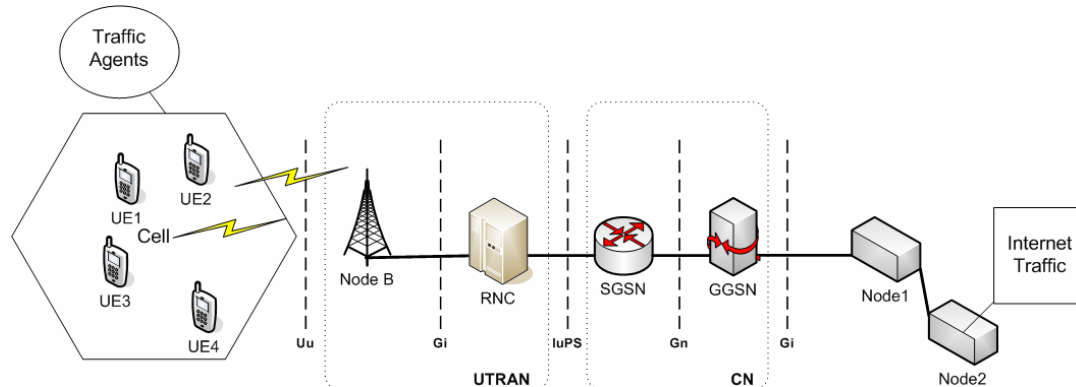 Traffic
Agents
UE1
UE2
Cell
UE3
UE4
Uu
Node B
Gi
RNC
UTRAN
IuPS
SGSN
Gn
GGSN
CN
Gi
Node1
Internet
Traffic
Node2